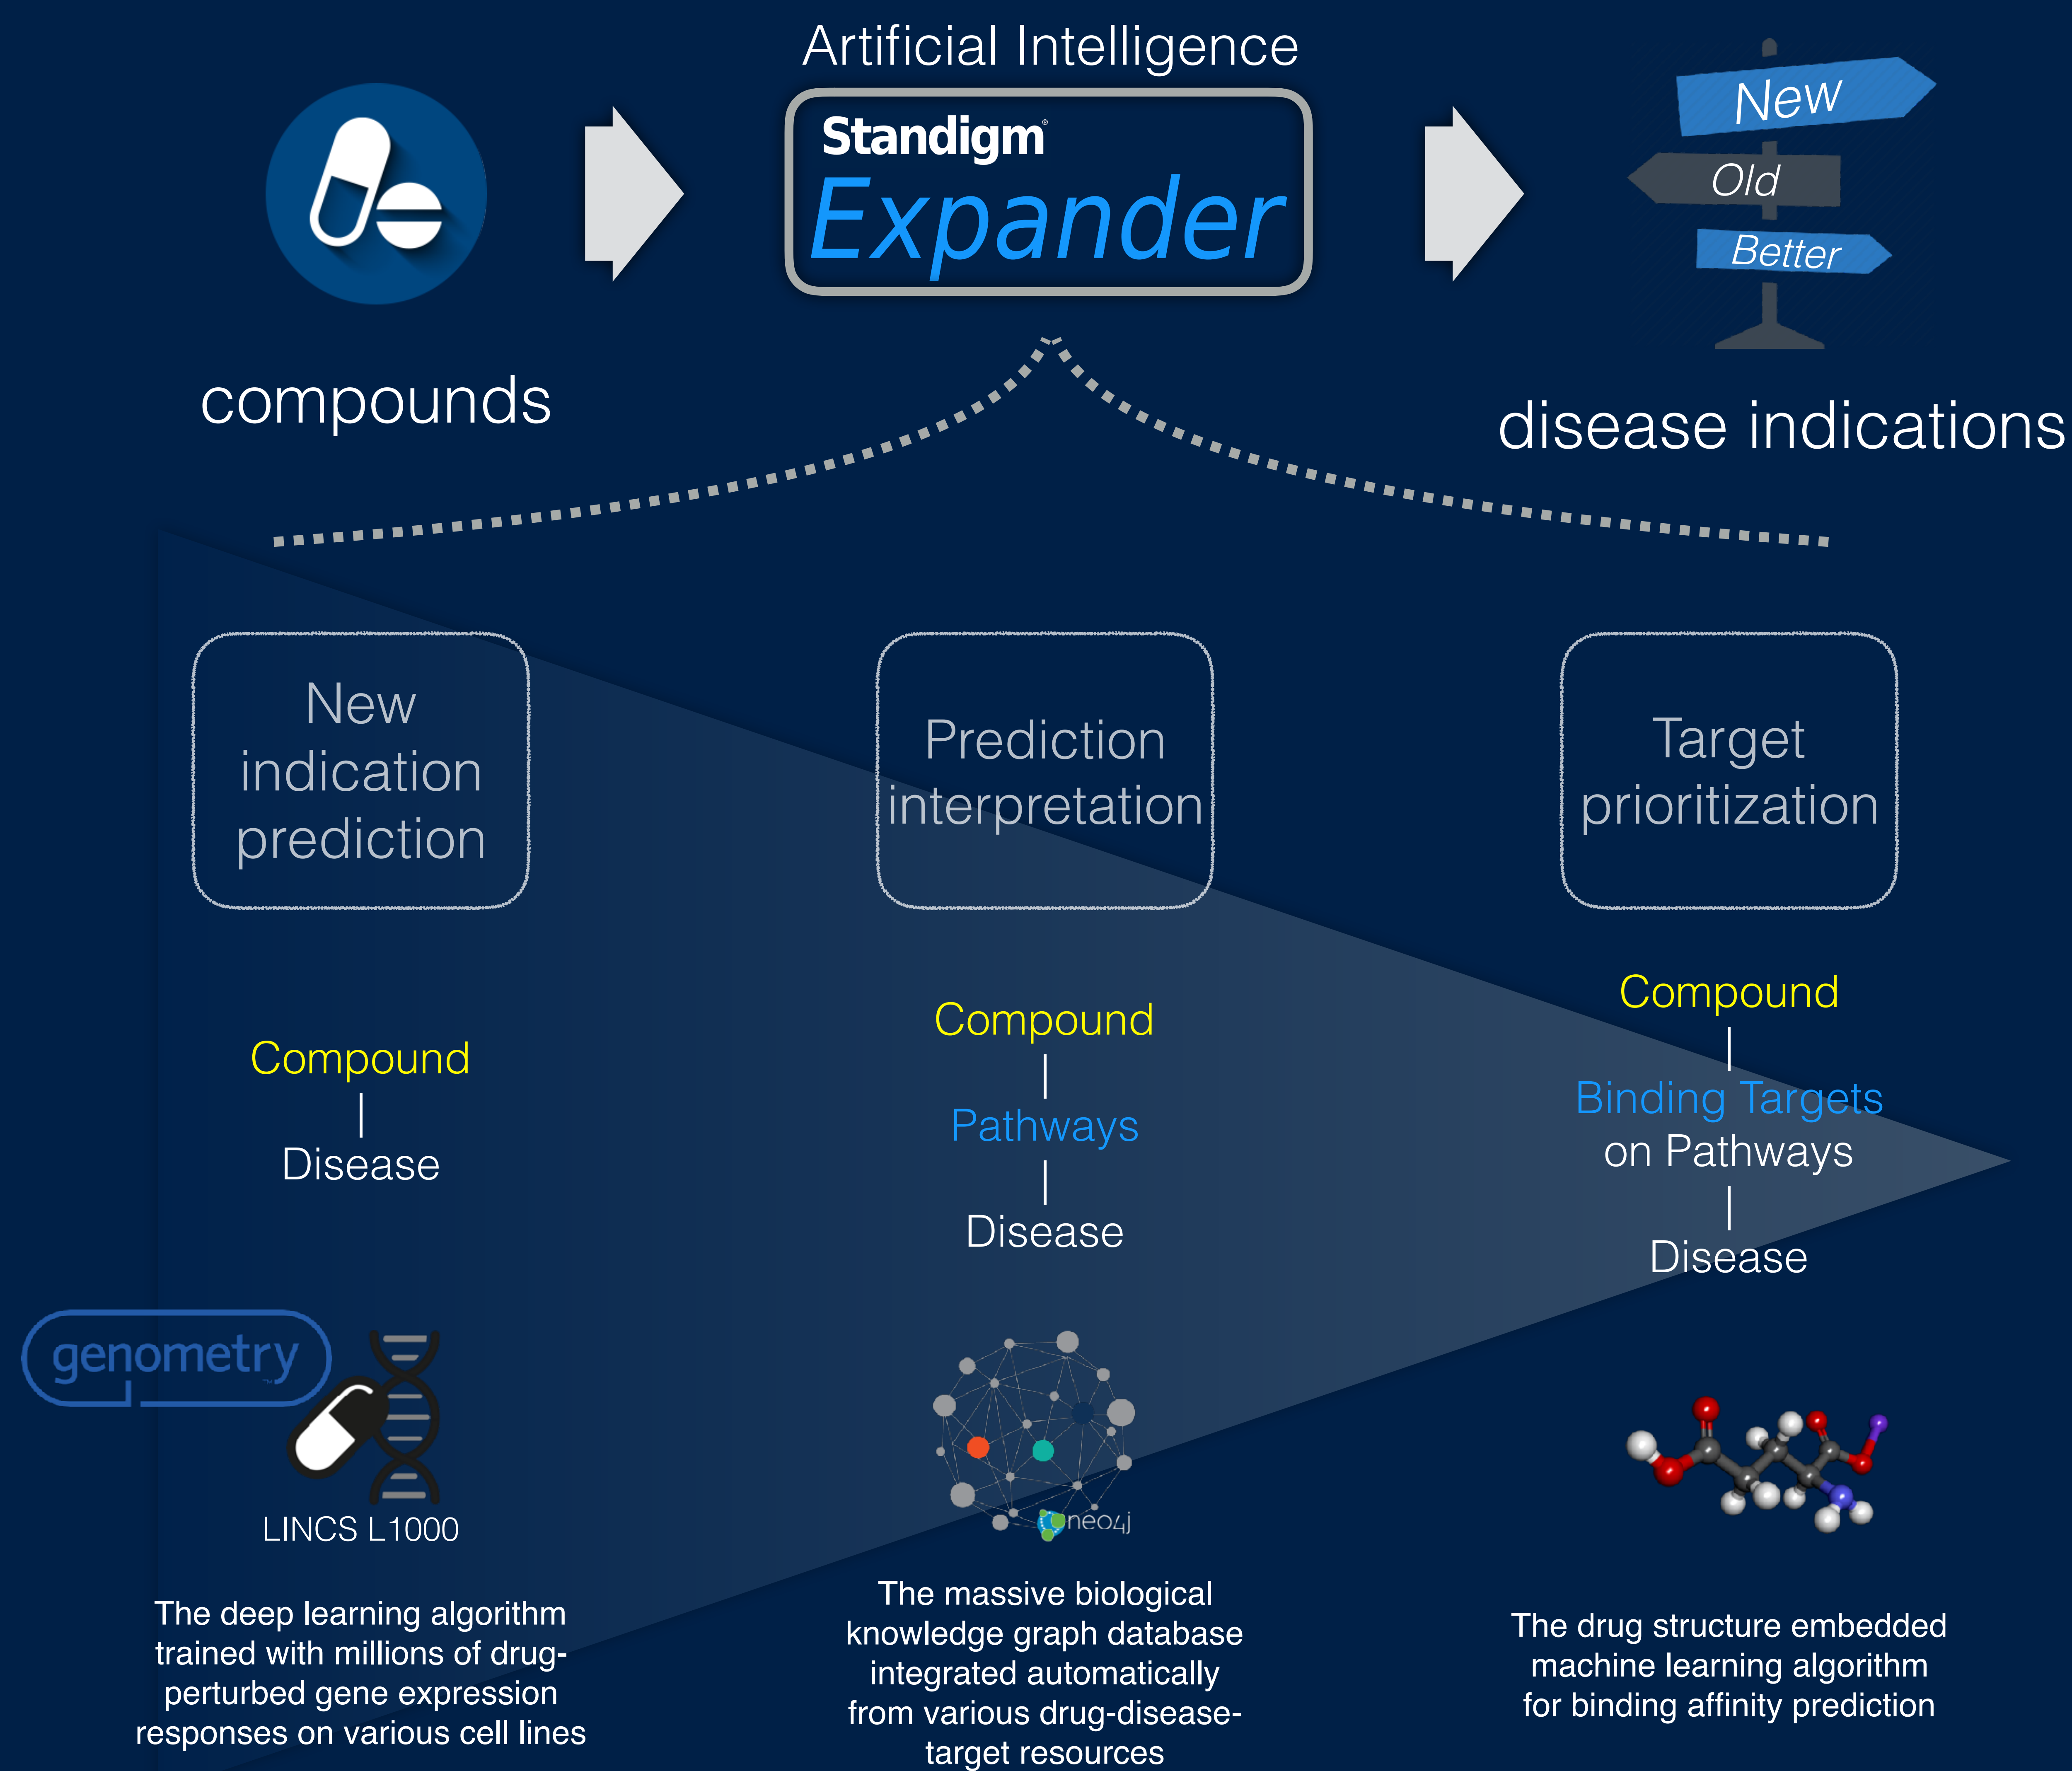 Artificial Intelligence
Standigm®
Expander
New
Old
Better
compounds
disease indications
New
indication
prediction
Prediction
interpretation
Target
prioritization
Compound
Disease
Compound
Pathways
Disease
Compound
Binding Targets
on Pathways
Disease
genometry
LINCS L1000
neo4j
The deep learning algorithm
trained with millions of drug-
perturbed gene expression
responses on various cell lines
The massive biological
knowledge graph database
integrated automatically
from various drug-disease-
target resources
The drug structure embedded
machine learning algorithm
for binding affinity prediction